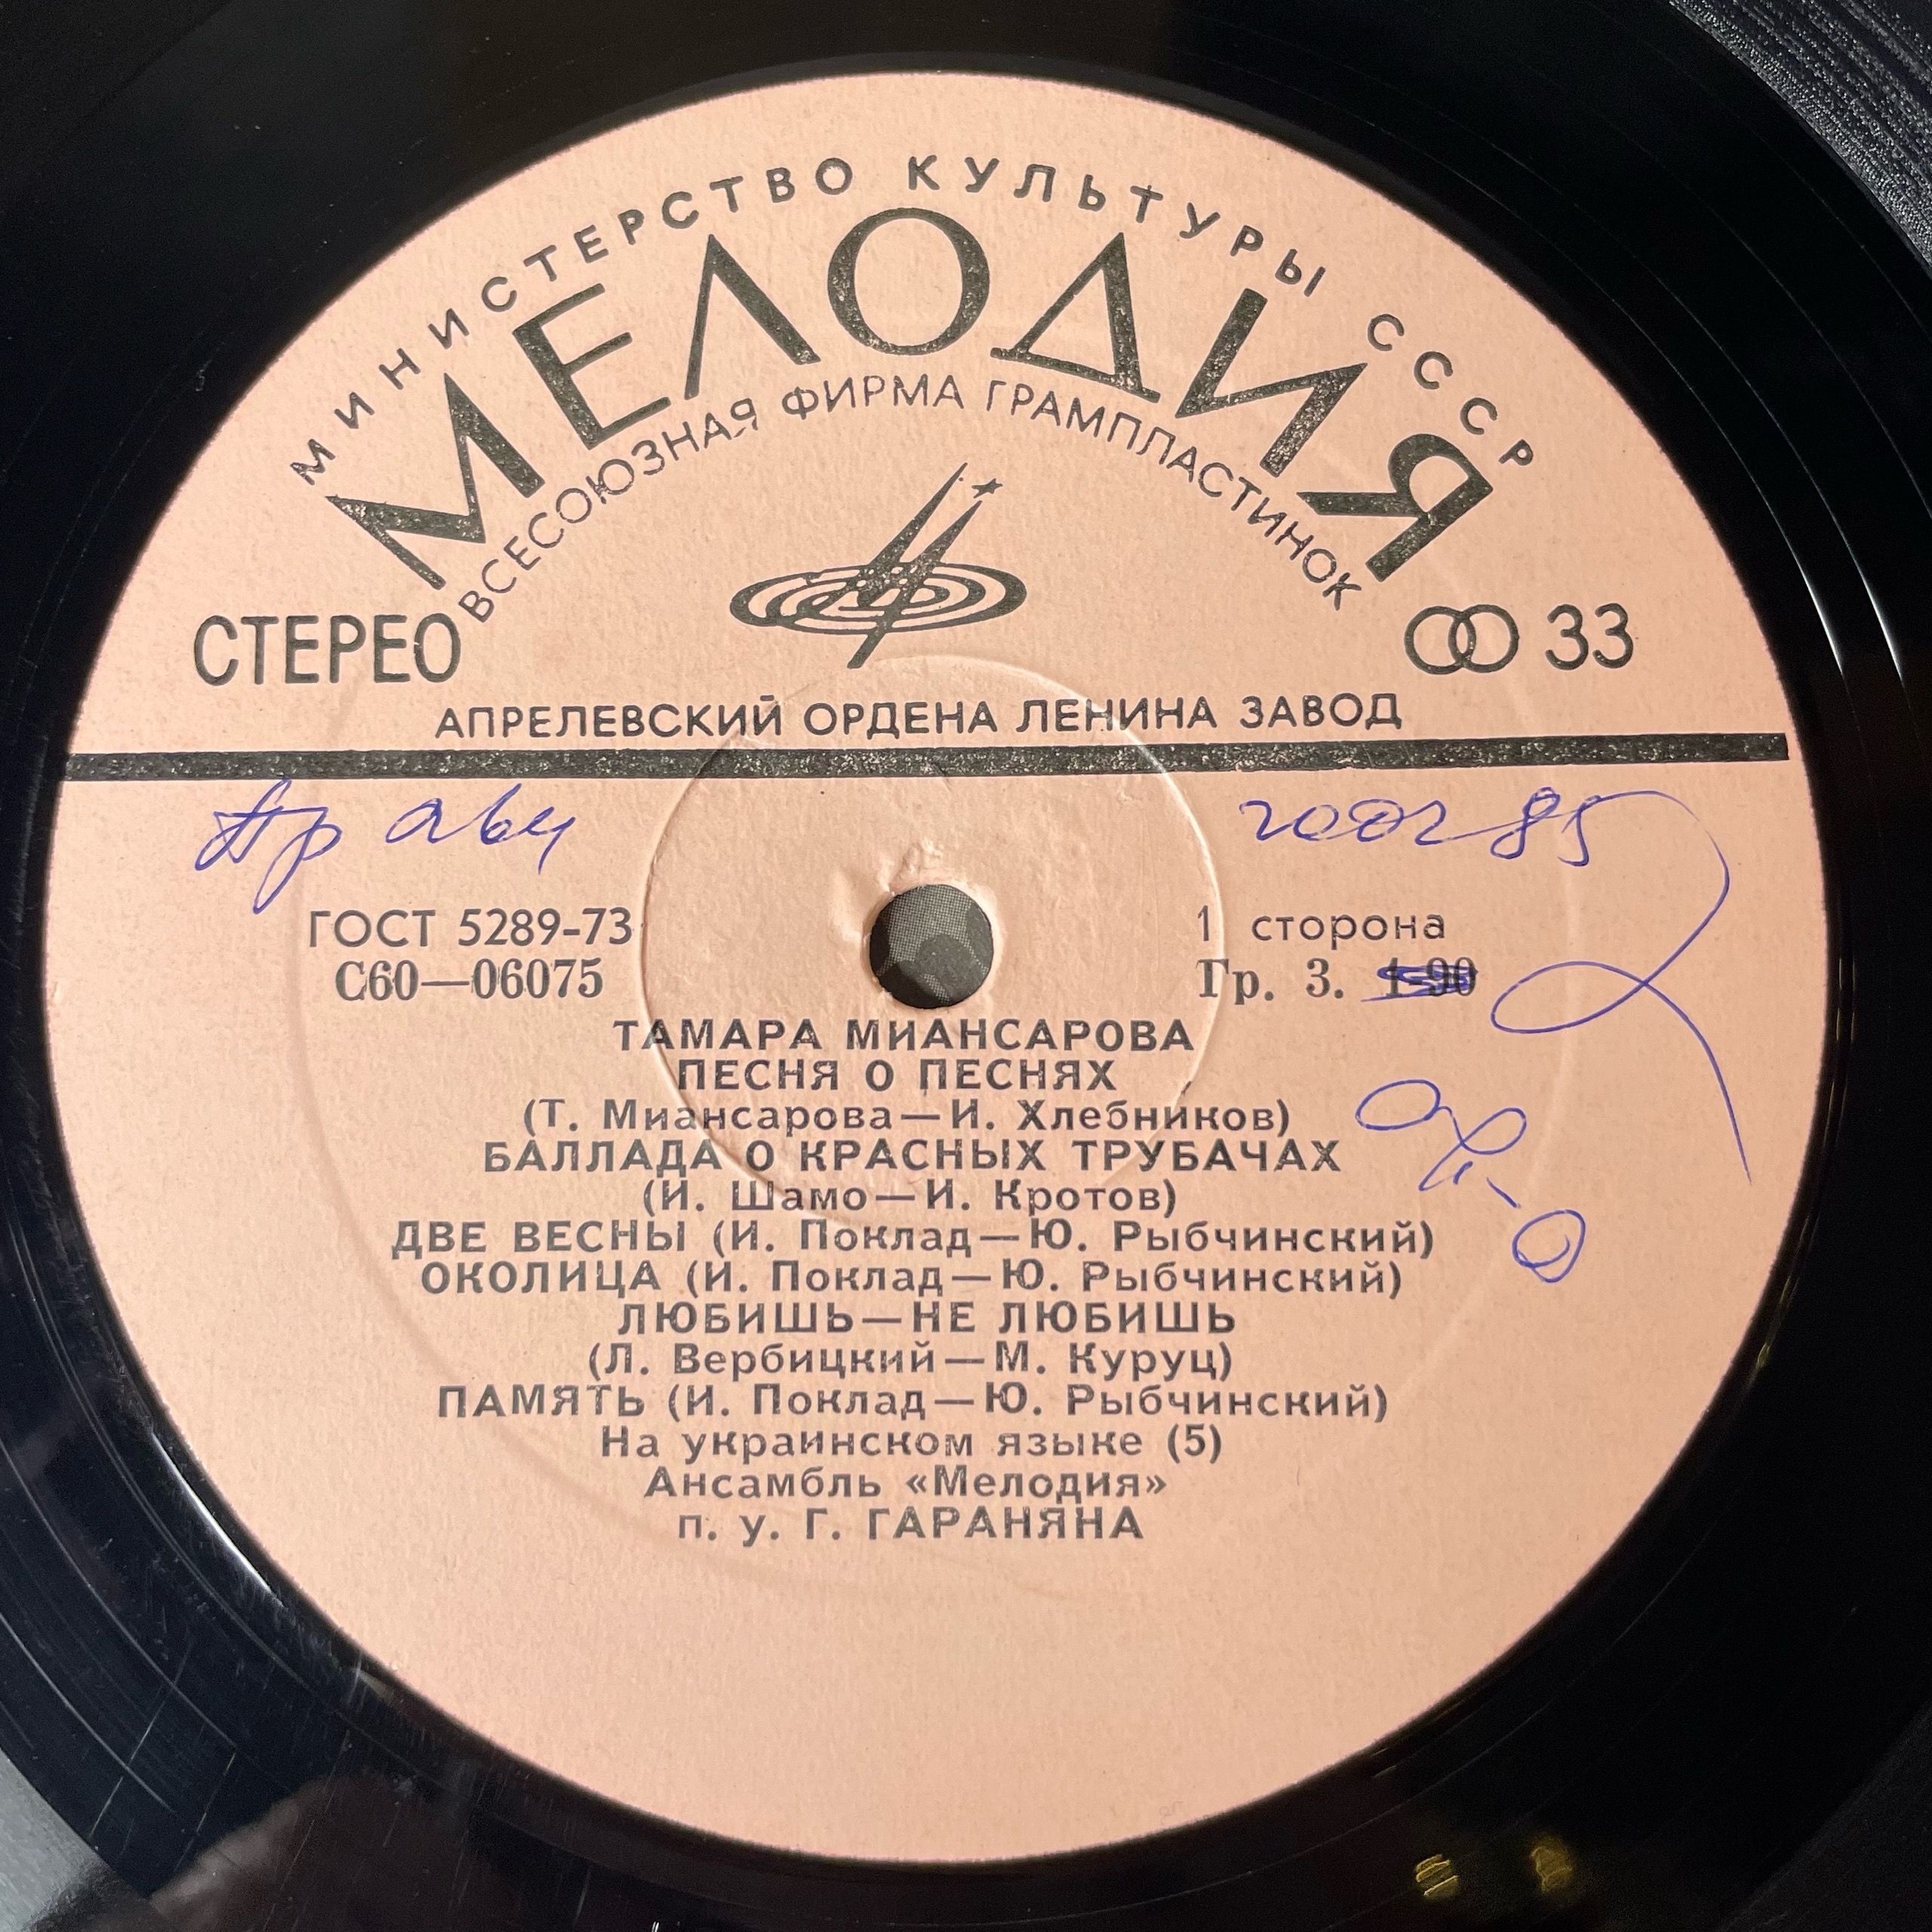 МИНИСТЕРСТВО КУЛЬТУРЫ СССР
МЕЛОДИЯ
ВСЕСОЮЗНАЯ ФИРМА ГРАМПЛАСТИНОК
СТЕРЕО
33
АПРЕЛЕВСКИЙ ОРДЕНА ЛЕНИНА ЗАВОД
ГОСТ 5289-73
1 сторона
С60—06075
Гр. 3. 1-90
ТАМАРА МИАНСАРОВА
ПЕСНЯ О ПЕСНЯХ
(Т. Миансарова—И. Хлебников)
БАЛЛАДА О КРАСНЫХ ТРУБАЧАХ
(И. Шамо—И. Кротов)
ДВЕ ВЕСНЫ (И. Поклад—Ю. Рыбчинский)
ОКОЛИЦА (И. Поклад—Ю. Рыбчинский)
ЛЮБИШЬ—НЕ ЛЮБИШЬ
(Л. Вербицкий—М. Куруц)
ПАМЯТЬ (И. Поклад—Ю. Рыбчинский)
На украинском языке (5)
Ансамбль «Мелодия»
п. у. Г. ГАРАНЯНА